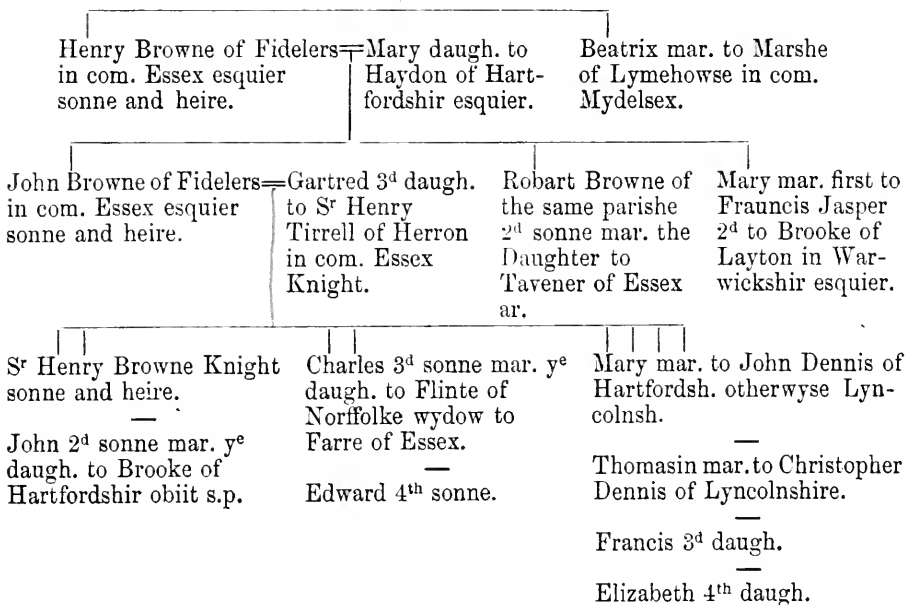 Henry Browne of Fidelers
in com. Essex esquier
sonne and heire.
Mary daugh. to
Haydon of Hart-
fordshir esquier.
Beatrix mar. to Marshe
of Lymehowse in com.
Mydelsex.
John Browne of Fidelers
in com. Essex esquier
sonne and heire.
Gartred 3d daugh.
to Sr Henry
Tirrell of Herron
in com. Essex
Knight.
Robart Browne of
the same parishe
2d sonne mar. the
Daughter to
Tavener of Essex
ar.
Mary mar. first to
Frauncis Jasper
2d to Brooke of
Layton in War-
wickshir esquier.
Sr Henry Browne Knight
sonne and heire.
John 2d sonne mar. ye
daugh. to Brooke of
Hartfordshir obiit s.p.
Charles 3d sonne mar. ye
daugh. to Flinte of
Norffolke wydow to
Farre of Essex.
Edward 4th sonne.
Mary mar. to John Dennis of
Hartfordsh. otherwyse Lyn-
colnsh.
Thomasin mar. to Christopher
Dennis of Lyncolnshire.
Francis 3d daugh.
Elizabeth 4th daugh.